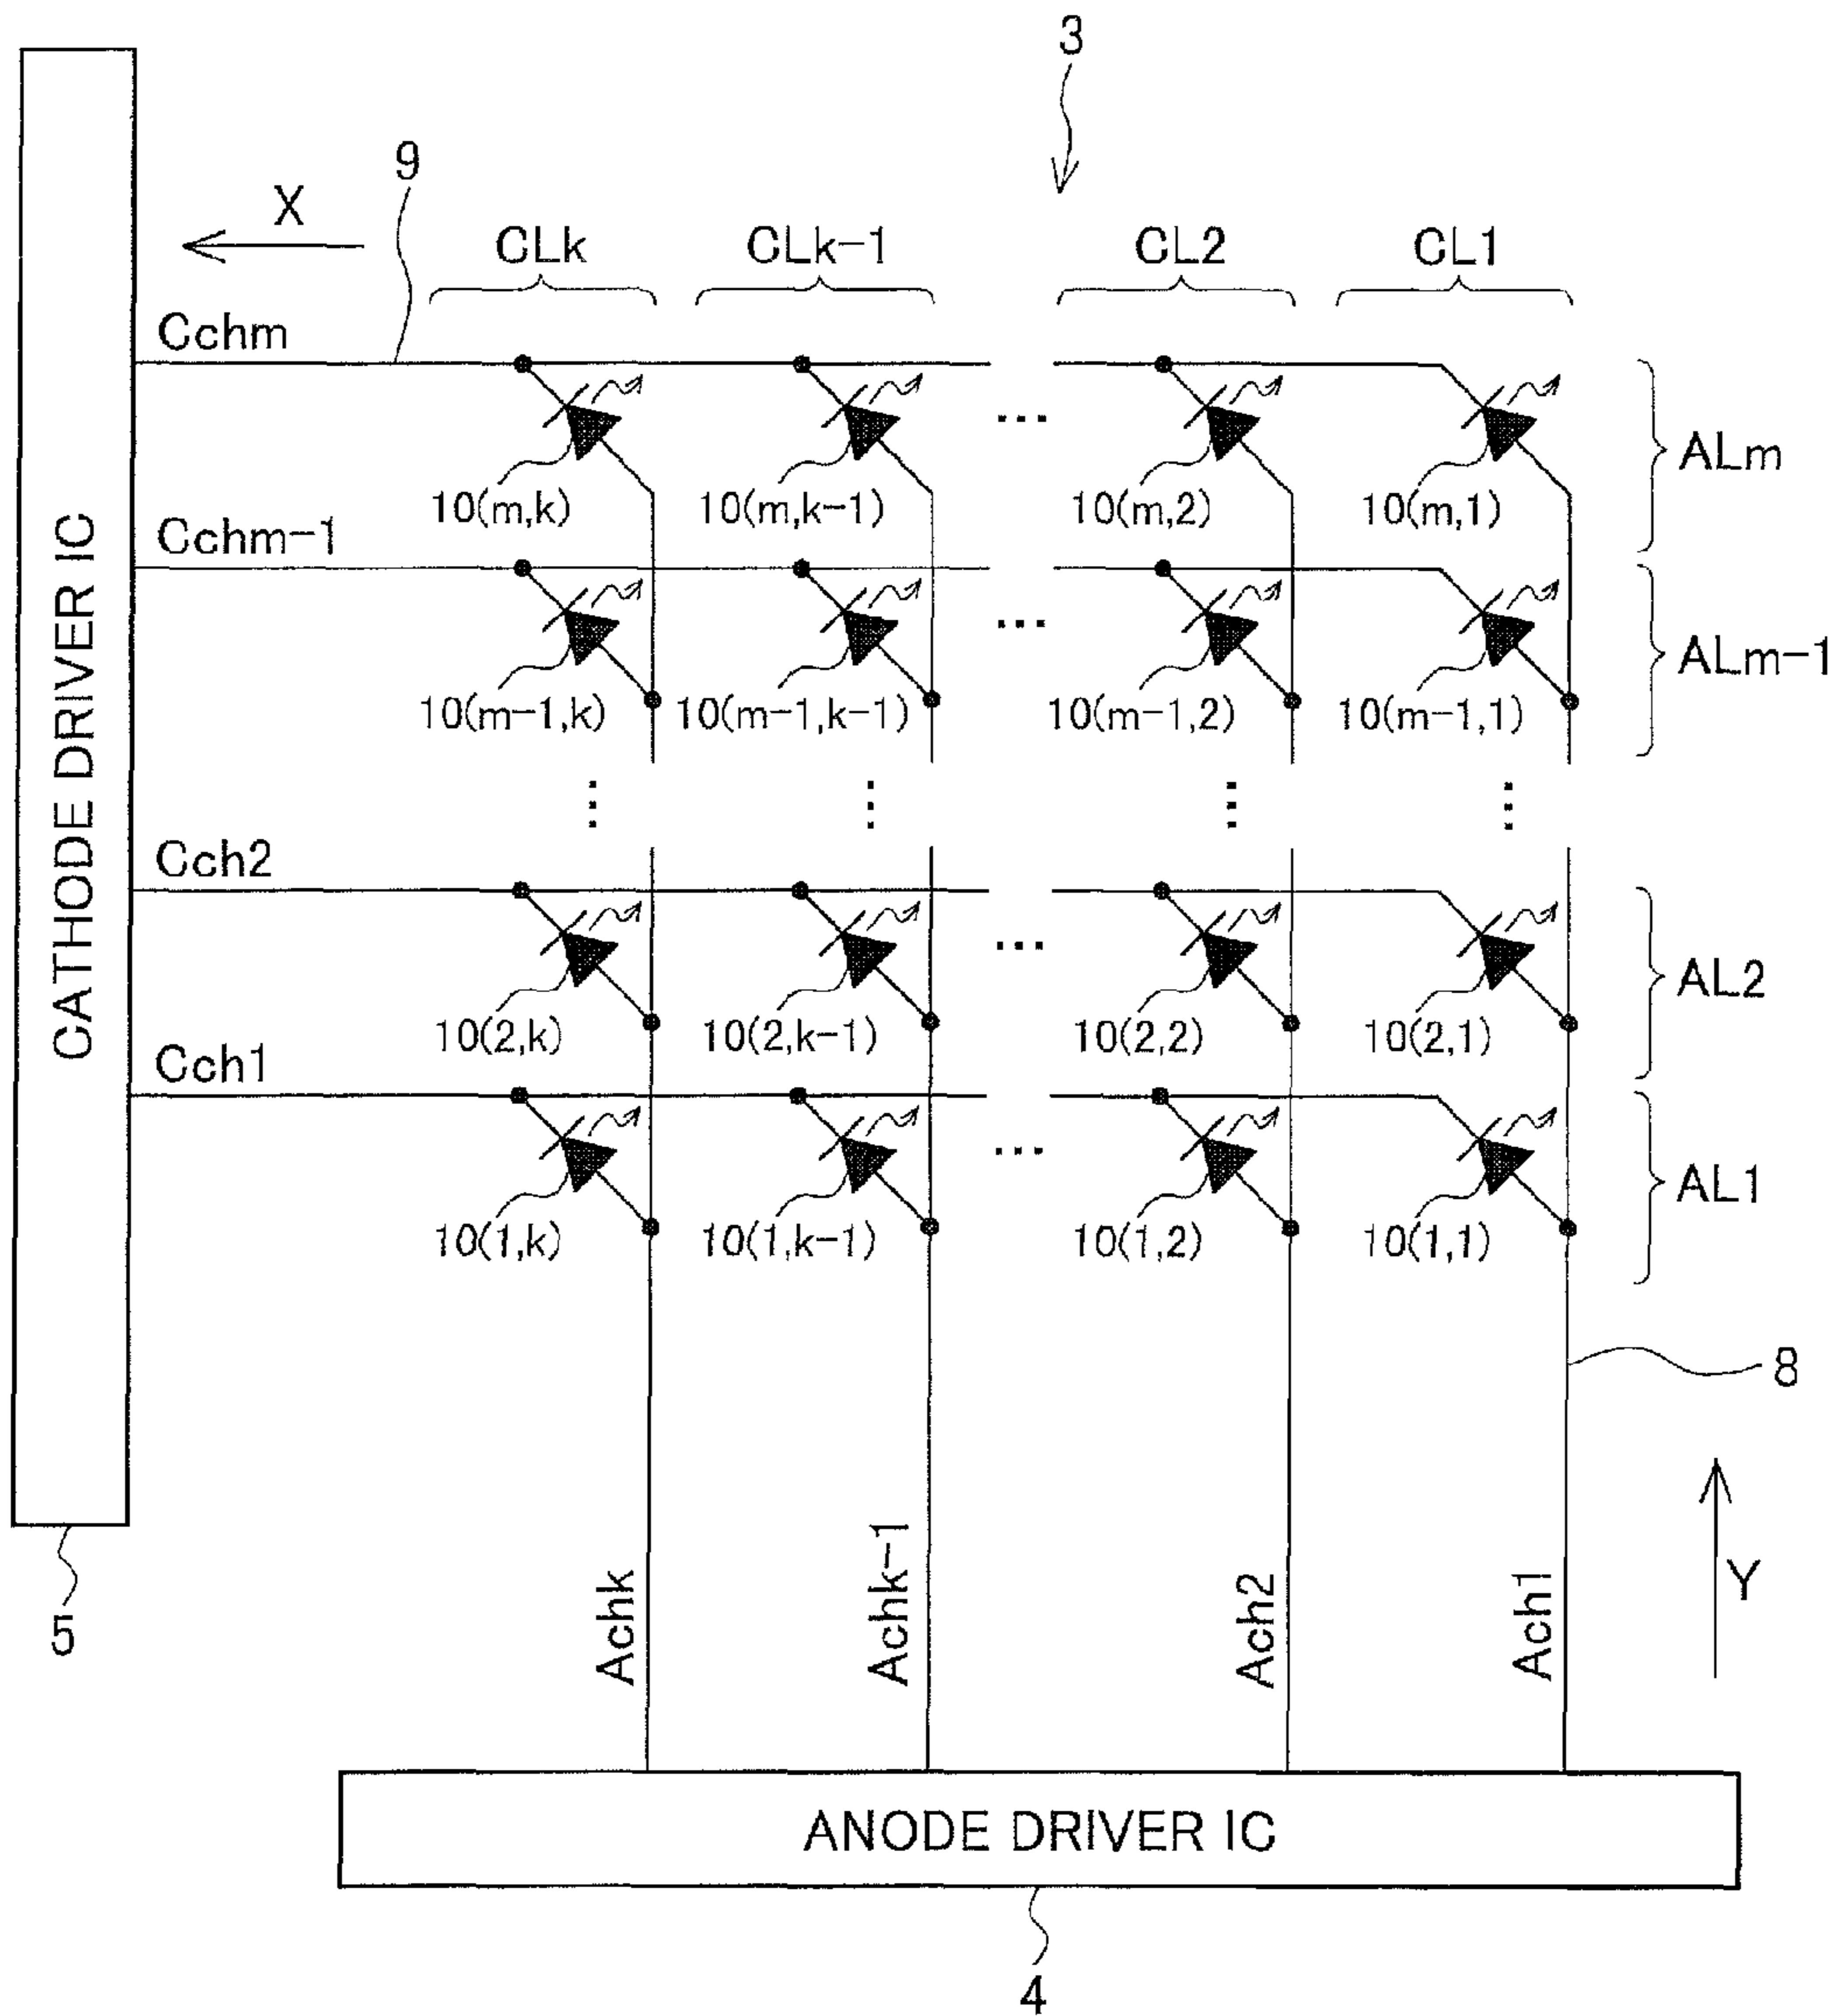 3
9
X
CLk CLk-1 CL2 CL1
Cchm
ALm
10(m,k) 10(m,k-1) ... 10(m,2) 10(m,1)
Cchm-1
ALm-1
10(m-1,k) 10(m-1,k-1) ... 10(m-1,2) 10(m-1,1)
CATHODE DRIVER IC
Cch2
AL2
10(2,k) 10(2,k-1) ... 10(2,2) 10(2,1)
Cch1
AL1
10(1,k) 10(1,k-1) ... 10(1,2) 10(1,1)
8
Y
5
Achk Achk-1 Ach2 Ach1
ANODE DRIVER IC
4